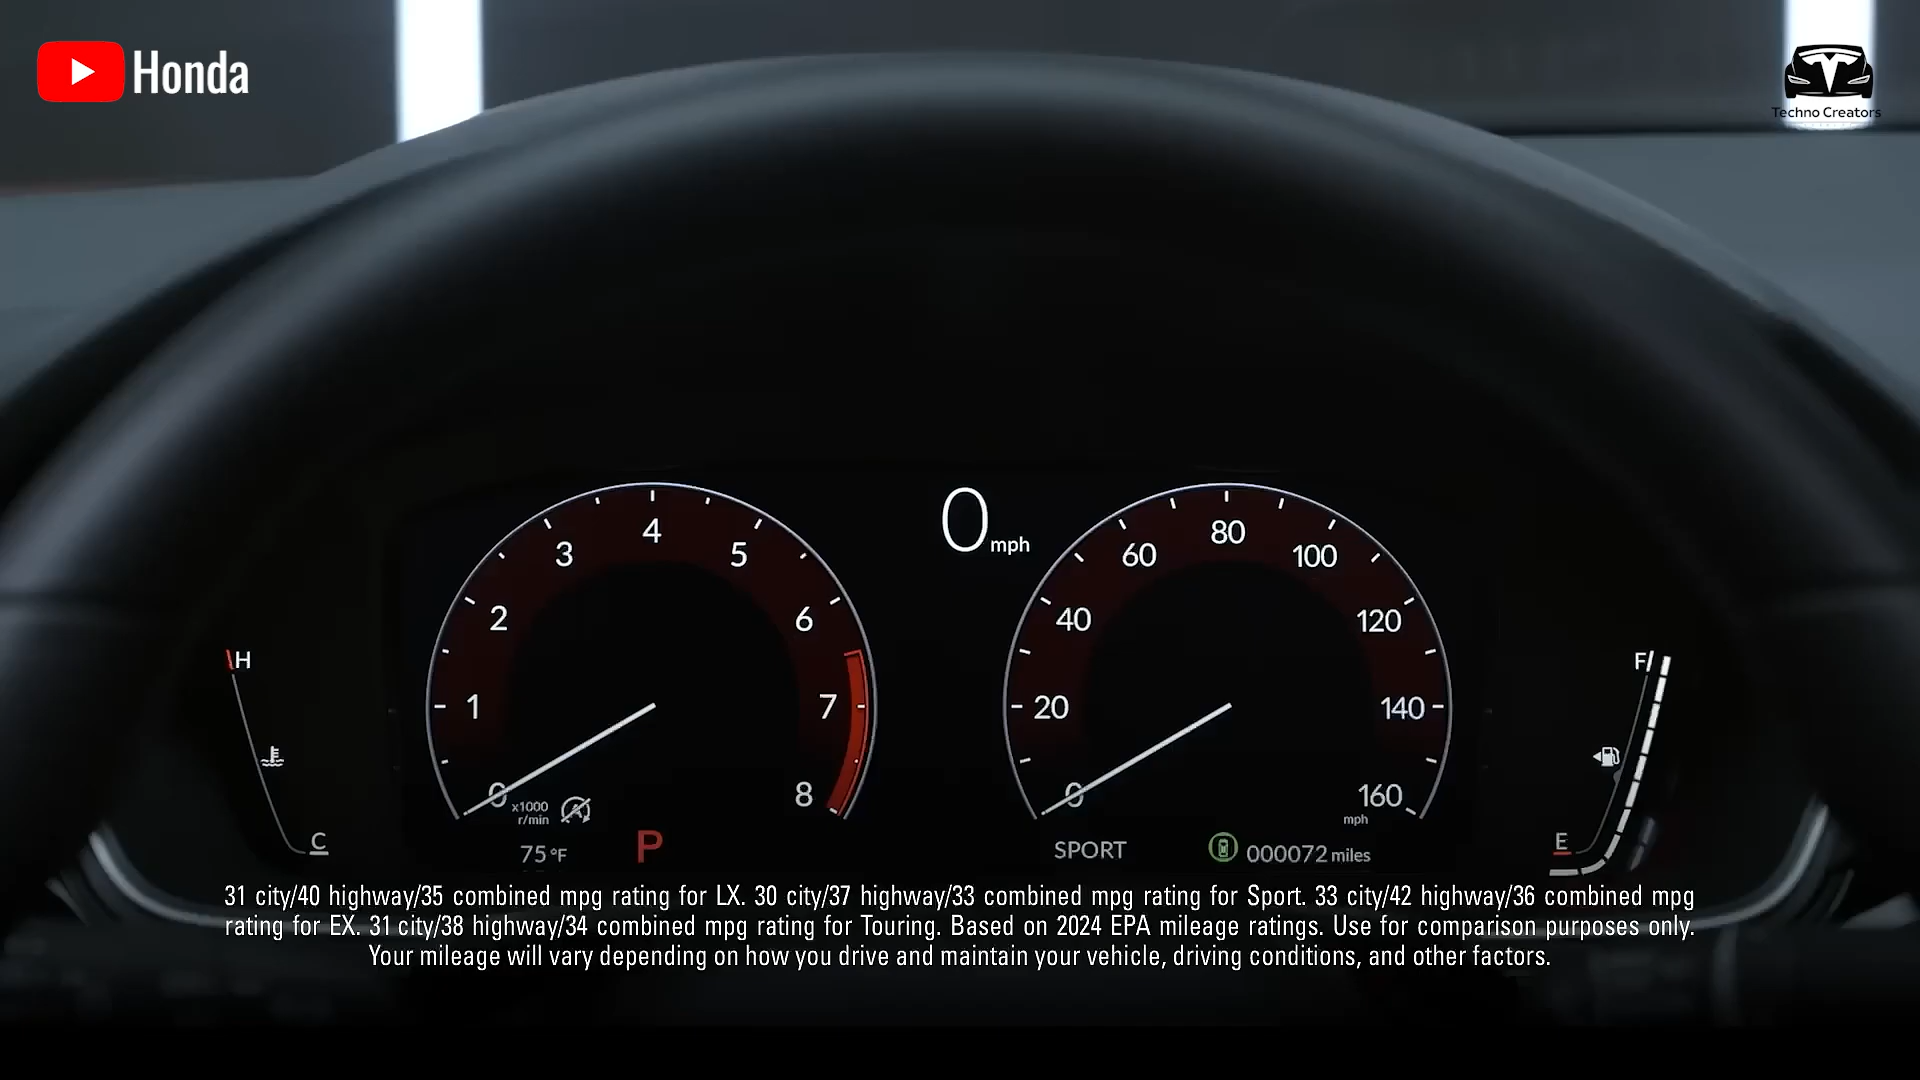 Honda
Techno Creators
0 mph
4
3
5
2
6
1
7
0
8
x1000
r/min
A
75°F
P
80
60
100
40
120
20
140
0
160
mph
SPORT
000072 miles
H
C
F
E
31 city/40 highway/35 combined mpg rating for LX. 30 city/37 highway/33 combined mpg rating for Sport. 33 city/42 highway/36 combined mpg
rating for EX. 31 city/38 highway/34 combined mpg rating for Touring. Based on 2024 EPA mileage ratings. Use for comparison purposes only.
Your mileage will vary depending on how you drive and maintain your vehicle, driving conditions, and other factors.